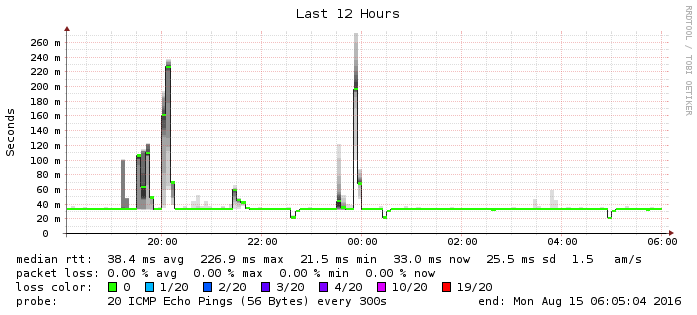 Last 12 Hours
RRDTOOL / TOBI OETIKER
Seconds
260 m
240 m
220 m
200 m
180 m
160 m
140 m
120 m
100 m
80 m
60 m
40 m
20 m
0
20:00 22:00 00:00 02:00 04:00 06:00
median rtt: 38.4 ms avg 226.9 ms max 21.5 ms min 33.0 ms now 25.5 ms sd 1.5 am/s
packet loss: 0.00 % avg 0.00 % max 0.00 % min 0.00 % now
loss color: 0 1/20 2/20 3/20 4/20 10/20 19/20
probe: 20 ICMP Echo Pings (56 Bytes) every 300s end: Mon Aug 15 06:05:04 2016